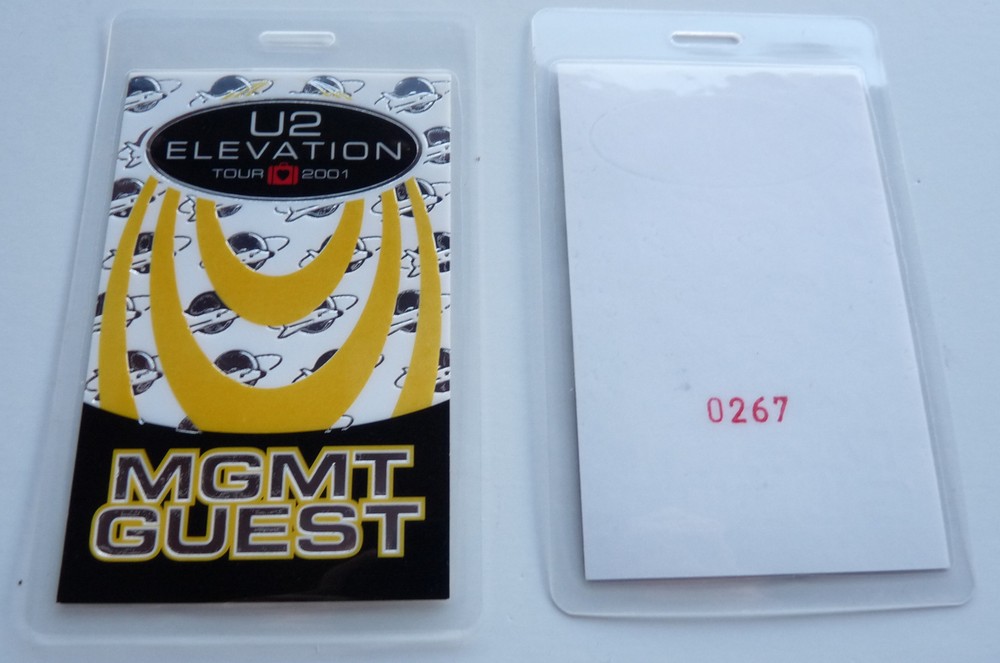 U2
ELEVATION
TOUR 2001
MGMT
GUEST
0267